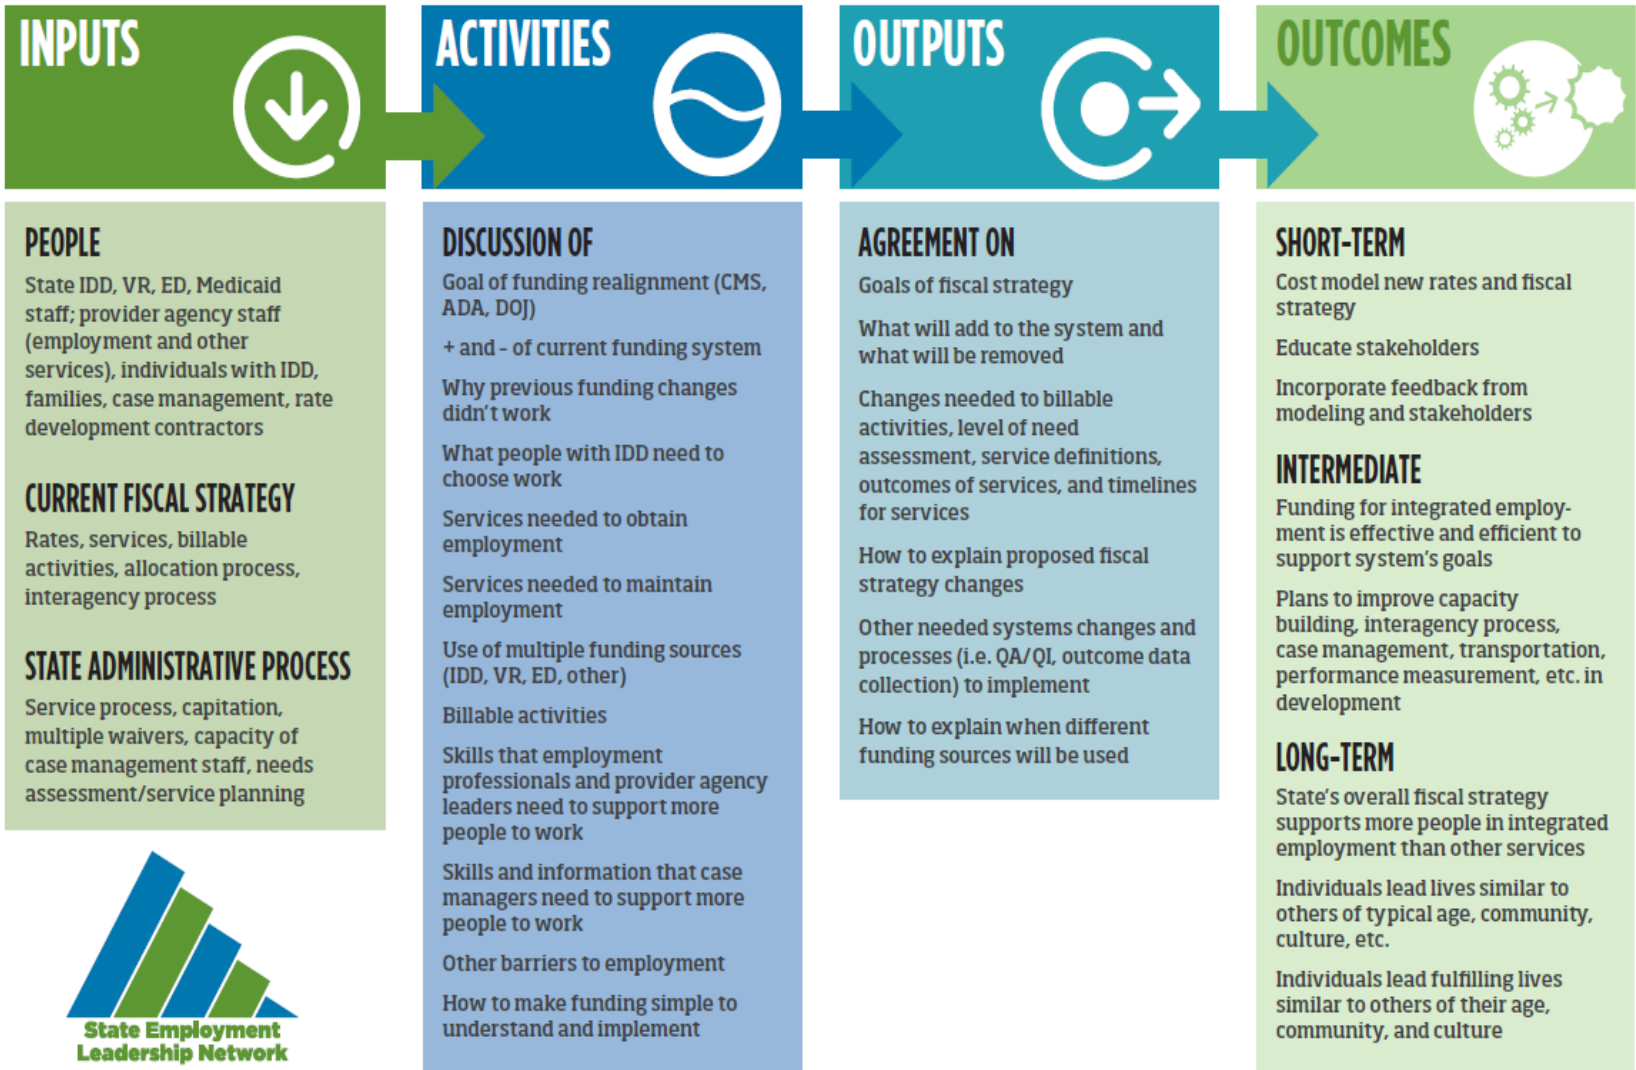 INPUTS
PEOPLE
State IDD, VR, ED, Medicaid
staff; provider agency staff
(employment and other
services), individuals with IDD,
families, case management, rate
development contractors
CURRENT FISCAL STRATEGY
Rates, services, billable
activities, allocation process,
interagency process
STATE ADMINISTRATIVE PROCESS
Service process, capitation,
multiple waivers, capacity of
case management staff, needs
assessment/service planning
State Employment
Leadership Network
ACTIVITIES
DISCUSSION OF
Goal of funding realignment (CMS,
ADA, DOJ)
+ and - of current funding system
Why previous funding changes
didn't work
What people with IDD need to
choose work
Services needed to obtain
employment
Services needed to maintain
employment
Use of multiple funding sources
(IDD, VR, ED, other)
Billable activities
Skills that employment
professionals and provider agency
leaders need to support more
people to work
Skills and information that case
managers need to support more
people to work
Other barriers to employment
How to make funding simple to
understand and implement
OUTPUTS
AGREEMENT ON
Goals of fiscal strategy
What will add to the system and
what will be removed
Changes needed to billable
activities, level of need
assessment, service definitions,
outcomes of services, and timelines
for services
How to explain proposed fiscal
strategy changes
Other needed systems changes and
processes (i.e. QA/QI, outcome data
collection) to implement
How to explain when different
funding sources will be used
OUTCOMES
SHORT-TERM
Cost model new rates and fiscal
strategy
Educate stakeholders
Incorporate feedback from
modeling and stakeholders
INTERMEDIATE
Funding for integrated employ-
ment is effective and efficient to
support system's goals
Plans to improve capacity
building, interagency process,
case management, transportation,
performance measurement, etc. in
development
LONG-TERM
State's overall fiscal strategy
supports more people in integrated
employment than other services
Individuals lead lives similar to
others of typical age, community,
culture, etc.
Individuals lead fulfilling lives
similar to others of their age,
community, and culture